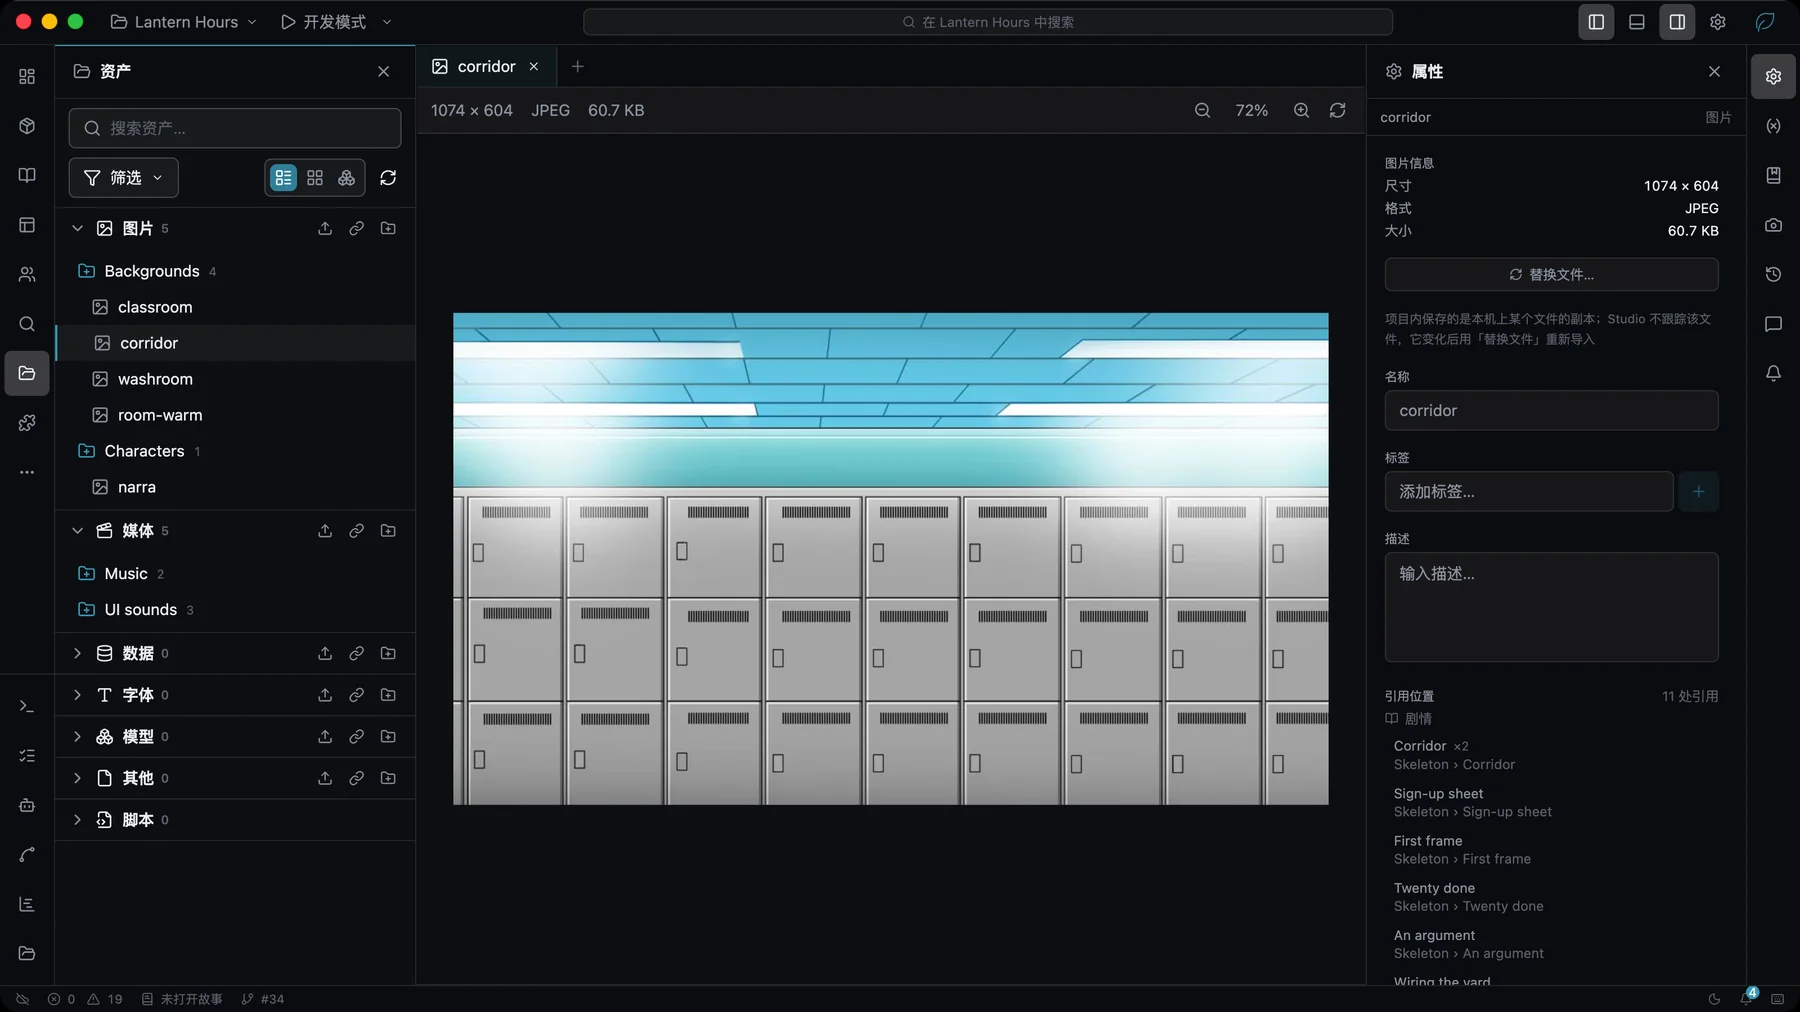 Lantern Hours
开发模式
在 Lantern Hours 中搜索
资产
搜索资产...
筛选
图片 5
Backgrounds 4
classroom
corridor
washroom
room-warm
Characters 1
narra
媒体 5
Music 2
UI sounds 3
数据 0
字体 0
模型 0
其他 0
脚本 0
corridor
1074 × 604 JPEG 60.7 KB
72%
属性
corridor 图片
图片信息
尺寸 1074 × 604
格式 JPEG
大小 60.7 KB
替换文件...
项目内保存的是本机上某个文件的副本；Studio 不跟踪该文
件，它变化后用「替换文件」重新导入
名称
corridor
标签
添加标签...
描述
输入描述...
引用位置 11 处引用
剧情
Corridor ×2
Skeleton › Corridor
Sign-up sheet
Skeleton › Sign-up sheet
First frame
Skeleton › First frame
Twenty done
Skeleton › Twenty done
An argument
Skeleton › An argument
Wiring the yard
0 19 未打开故事 #34
4